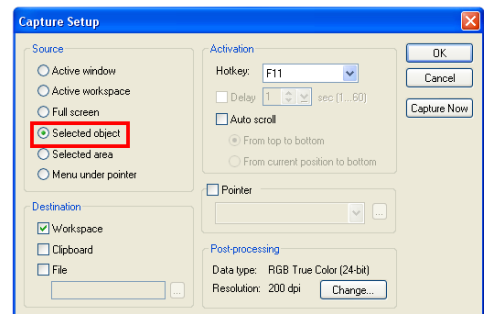 Capture Setup
Source
Active window
Active workspace
Full screen
Selected object
Selected area
Menu under pointer
Destination
Workspace
Clipboard
File
...
Activation
Hotkey: F11
Delay 1 sec (1...60)
Auto scroll
From top to bottom
From current position to bottom
Pointer
...
Post-processing
Data type: RGB True Color (24-bit)
Resolution: 200 dpi Change...
OK
Cancel
Capture Now